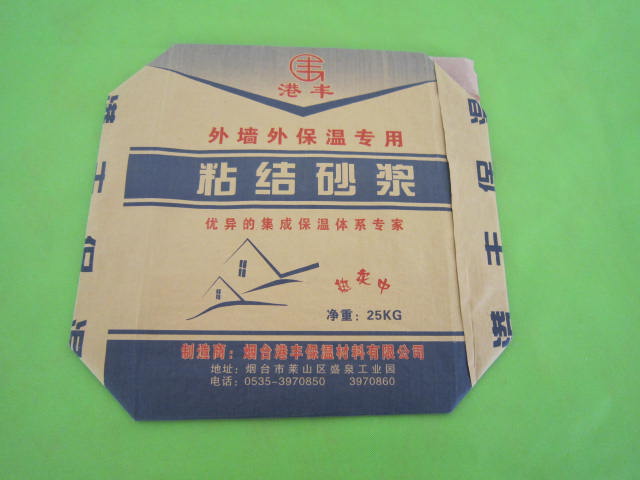 港丰
外墙外保温专用
粘结砂浆
优异的集成保温体系专家
热卖中
净重：25KG
制造商：烟台港丰保温材料有限公司
地址：烟台市莱山区盛泉工业园
电话：0535-3970850 3970860